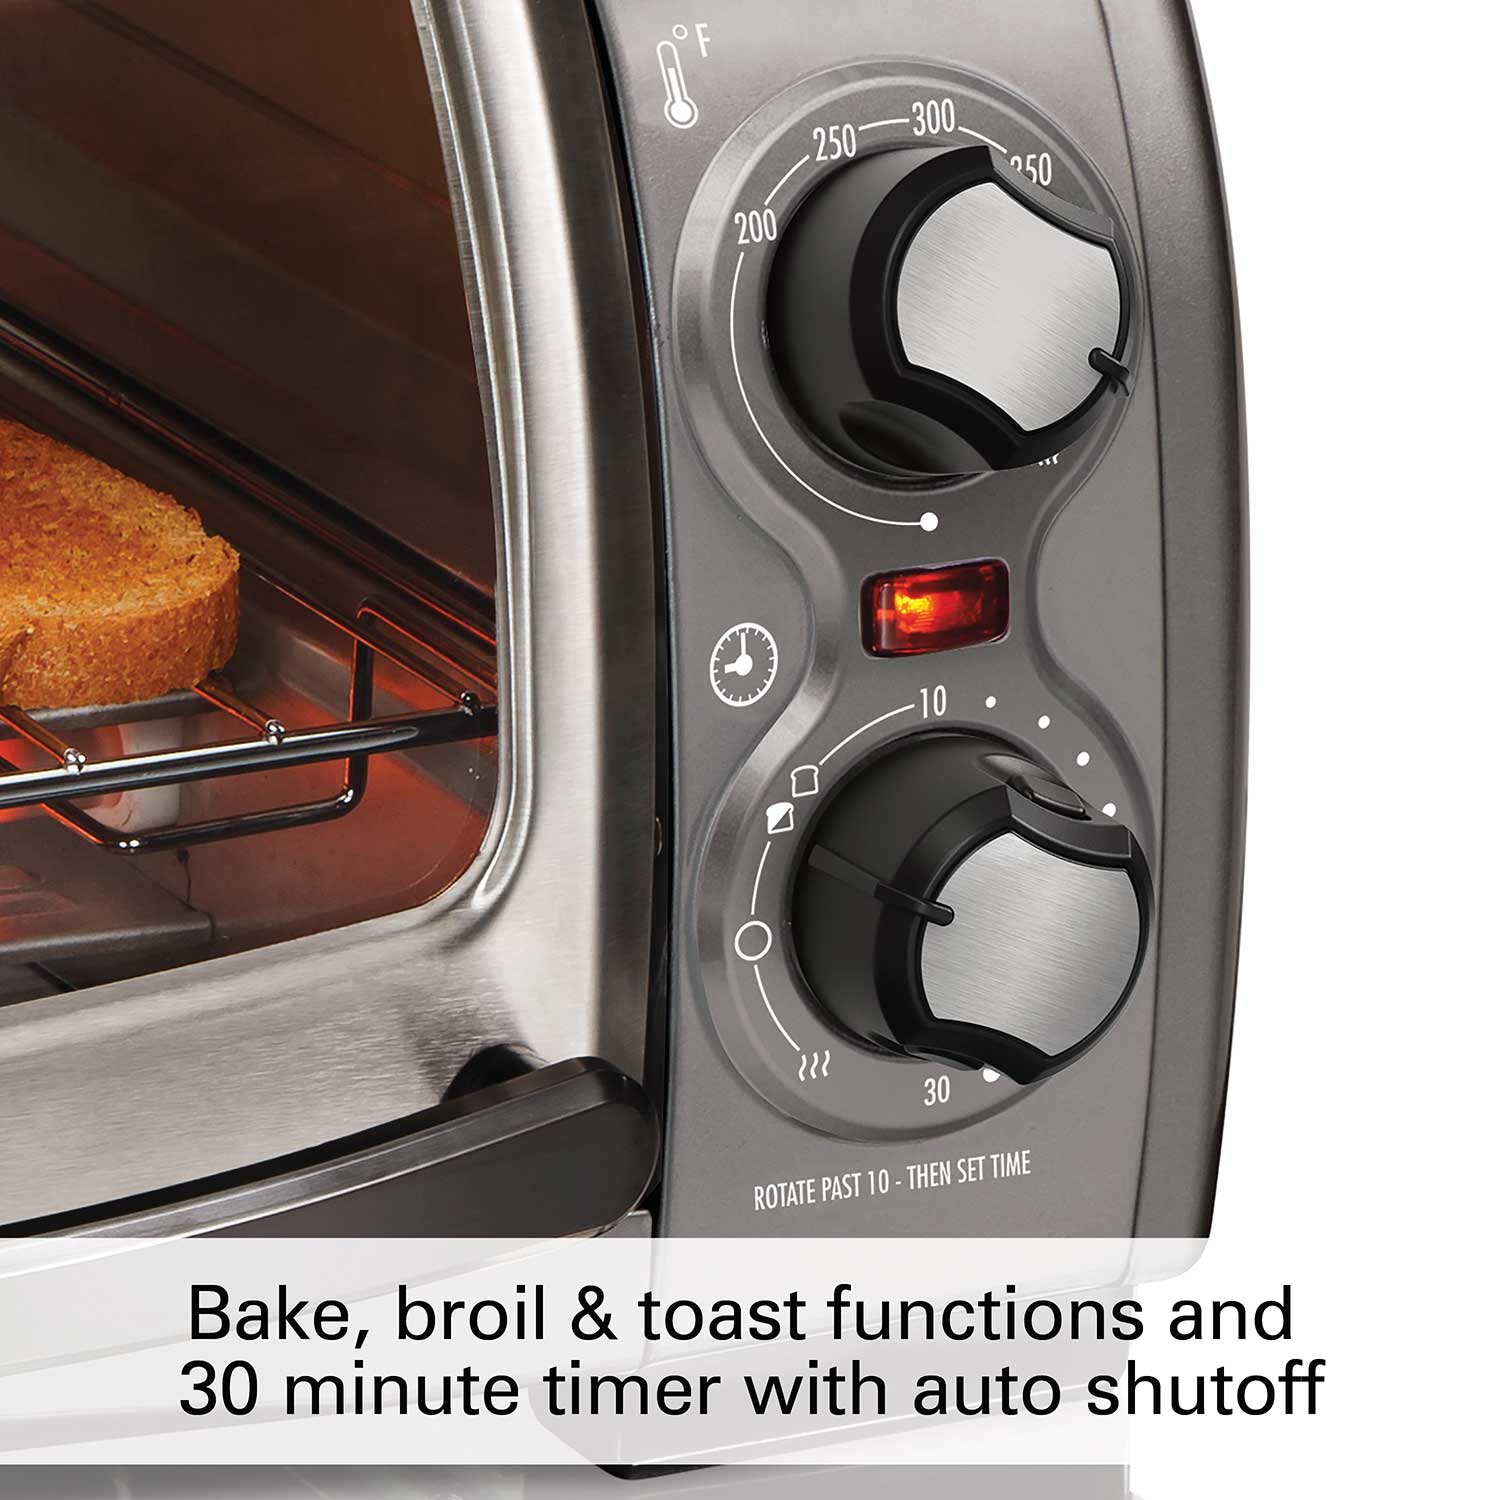 °F
200
250
300
350
10
30
ROTATE PAST 10 - THEN SET TIME
Bake, broil & toast functions and
30 minute timer with auto shutoff